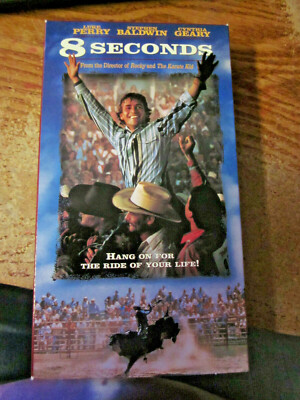 LUKE STEPHEN CYNTHIA
PERRY BALDWIN GEARY
8 SECONDS
From the Director of Rocky and The Karate Kid
HANG ON FOR
THE RIDE OF YOUR LIFE!